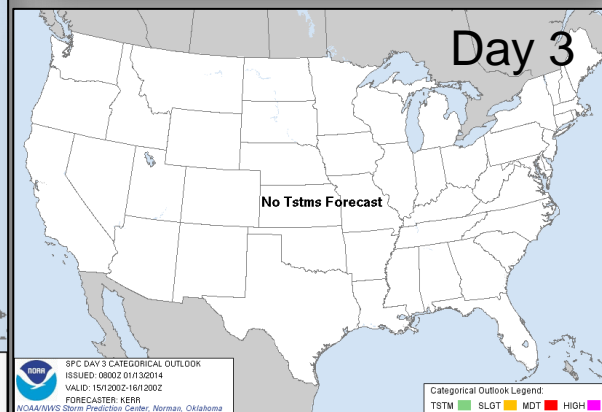 Day 3
No Tstms Forecast
NOAA
SPC DAY 3 CATEGORICAL OUTLOOK
ISSUED: 0800Z 01/13/2014
VALID: 15/1200Z-16/1200Z
FORECASTER: KERR
NOAA/NWS Storm Prediction Center, Norman, Oklahoma
Categorical Outlook Legend:
TSTM SLGT MDT HIGH